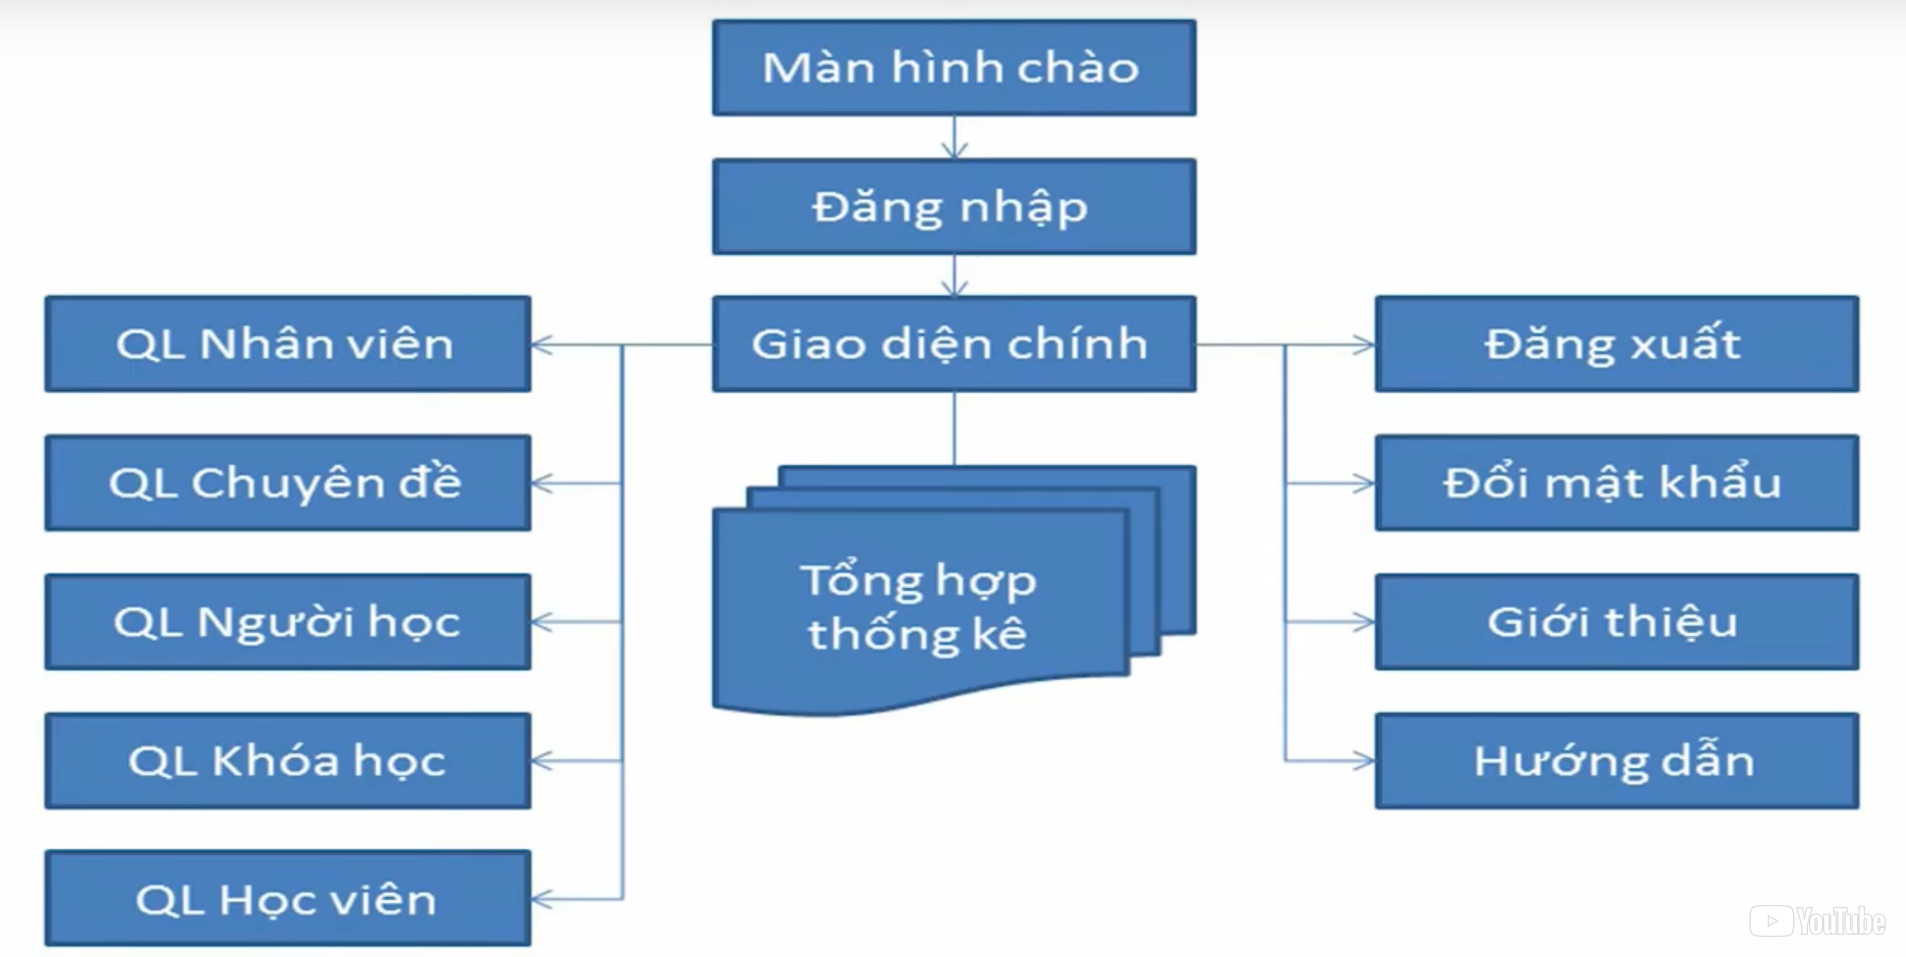 Màn hình chào
Đăng nhập
Giao diện chính
QL Nhân viên
QL Chuyên đề
QL Người học
QL Khóa học
QL Học viên
Tổng hợp
thống kê
Đăng xuất
Đổi mật khẩu
Giới thiệu
Hướng dẫn
YouTube